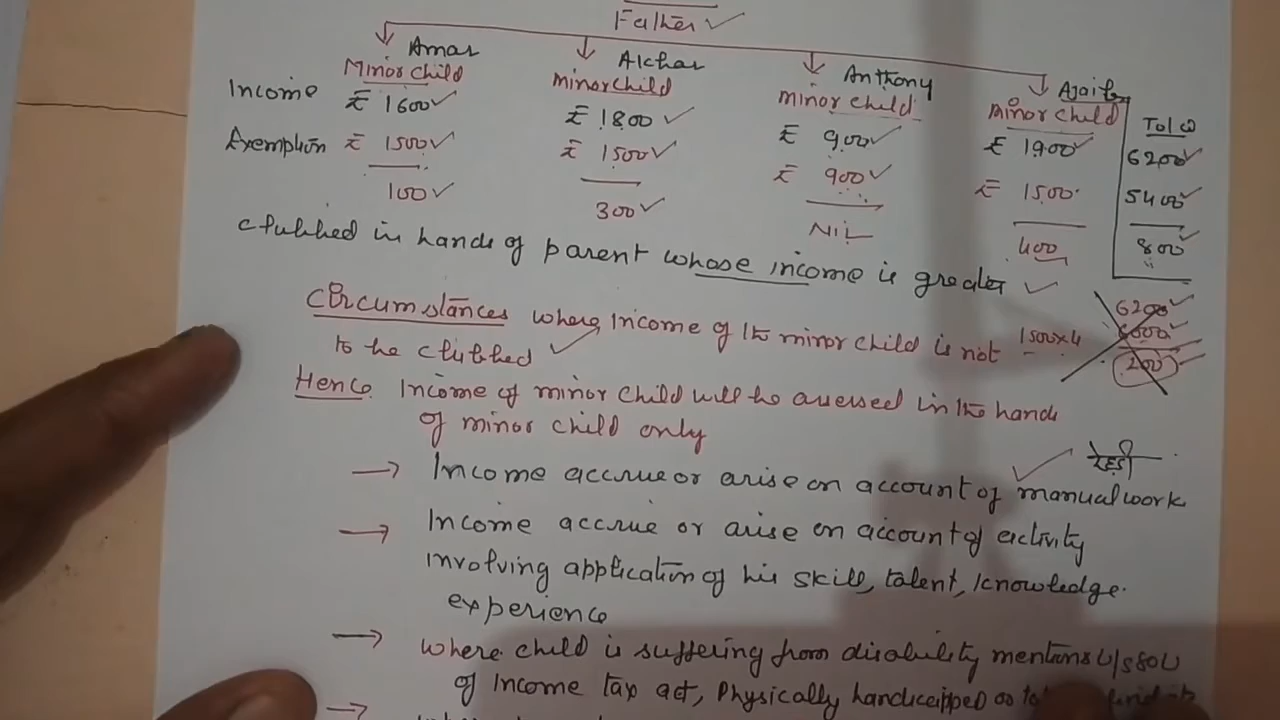 Father
Amar Akhar Anthony Ajaif
Minor child minor child minor child minor child Total
Income ₹ 1600 ₹ 1800 ₹ 900 ₹ 1900 6200
Exemption ₹ 1500 ₹ 1500 ₹ 900 ₹ 1500 5400
100 300 NIL 400 800
Clubbed in hands of parent whose income is greater
6200
Circumstances where income of the minor child is not 1500x4 6000
to be clubbed 200
Hence Income of minor child will be assessed in the hands
of minor child only
रेड़ी
→ Income accrue or arise on account of manual work
→ Income accrue or arise on account of activity
involving application of his skill, talent, knowledge
experience
→ where child is suffering from disability mentions U/S 80U
of Income tax act, Physically handicapped or
→